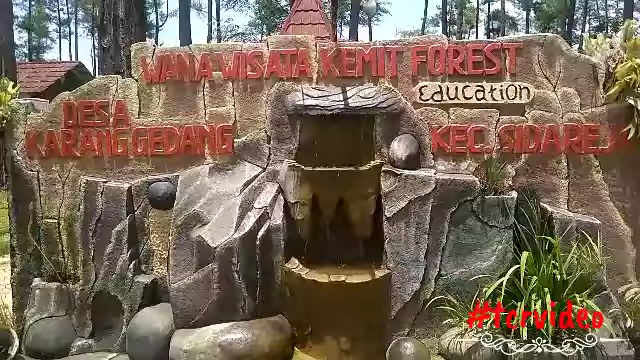 WANA WISATA KEMIT FOREST
Education
DESA
KARANG GEDANG
KEC. SIDAREJA
#tcrvideo